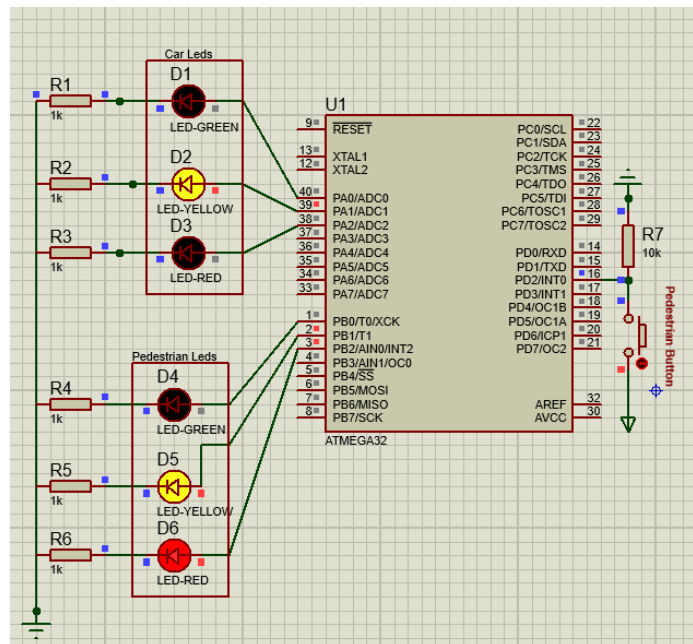 Car Leds
R1
1k
D1
LED-GREEN
R2
1k
D2
LED-YELLOW
R3
1k
D3
LED-RED
Pedestrian Leds
R4
1k
D4
LED-GREEN
R5
1k
D5
LED-YELLOW
R6
1k
D6
LED-RED
U1
9 RESET
13 XTAL1
12 XTAL2
40 PA0/ADC0
39 PA1/ADC1
38 PA2/ADC2
37 PA3/ADC3
36 PA4/ADC4
35 PA5/ADC5
34 PA6/ADC6
33 PA7/ADC7
1 PB0/T0/XCK
2 PB1/T1
3 PB2/AIN0/INT2
4 PB3/AIN1/OC0
5 PB4/SS
6 PB5/MOSI
7 PB6/MISO
8 PB7/SCK
PC0/SCL 22
PC1/SDA 23
PC2/TCK 24
PC3/TMS 25
PC4/TDO 26
PC5/TDI 27
PC6/TOSC1 28
PC7/TOSC2 29
PD0/RXD 14
PD1/TXD 15
PD2/INT0 16
PD3/INT1 17
PD4/OC1B 18
PD5/OC1A 19
PD6/ICP1 20
PD7/OC2 21
AREF 32
AVCC 30
ATMEGA32
R7
10k
Pedestrian Button